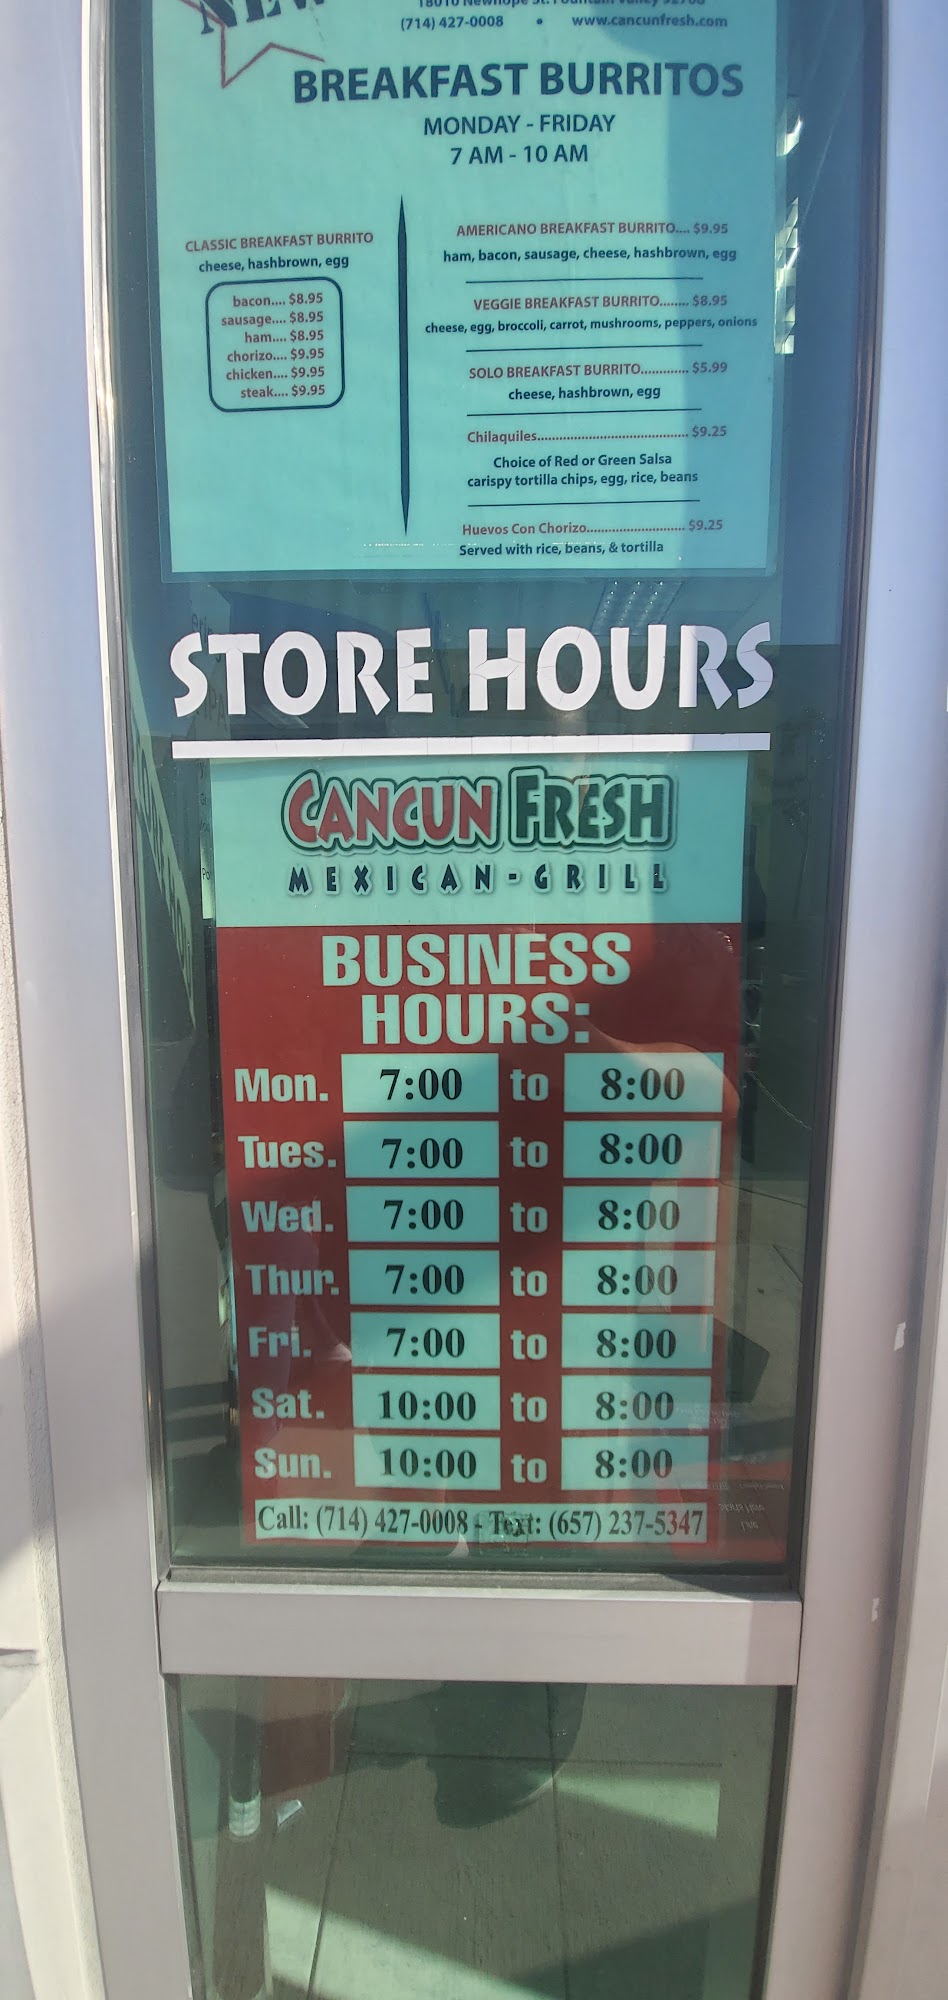 NEW
18010 Newhope St. Fountain Valley 92708
(714) 427-0008 • www.cancunfresh.com
BREAKFAST BURRITOS
MONDAY - FRIDAY
7 AM - 10 AM
CLASSIC BREAKFAST BURRITO
cheese, hashbrown, egg
bacon.... $8.95
sausage.... $8.95
ham.... $8.95
chorizo.... $9.95
chicken.... $9.95
steak.... $9.95
AMERICANO BREAKFAST BURRITO.... $9.95
ham, bacon, sausage, cheese, hashbrown, egg
VEGGIE BREAKFAST BURRITO........ $8.95
cheese, egg, broccoli, carrot, mushrooms, peppers, onions
SOLO BREAKFAST BURRITO............. $5.99
cheese, hashbrown, egg
Chilaquiles......................................... $9.25
Choice of Red or Green Salsa
carispy tortilla chips, egg, rice, beans
Huevos Con Chorizo........................... $9.25
Served with rice, beans, & tortilla
STORE HOURS
CANCUN FRESH
MEXICAN-GRILL
BUSINESS
HOURS:
Mon. 7:00 to 8:00
Tues. 7:00 to 8:00
Wed. 7:00 to 8:00
Thur. 7:00 to 8:00
Fri. 7:00 to 8:00
Sat. 10:00 to 8:00
Sun. 10:00 to 8:00
Call: (714) 427-0008 - Text: (657) 237-5347